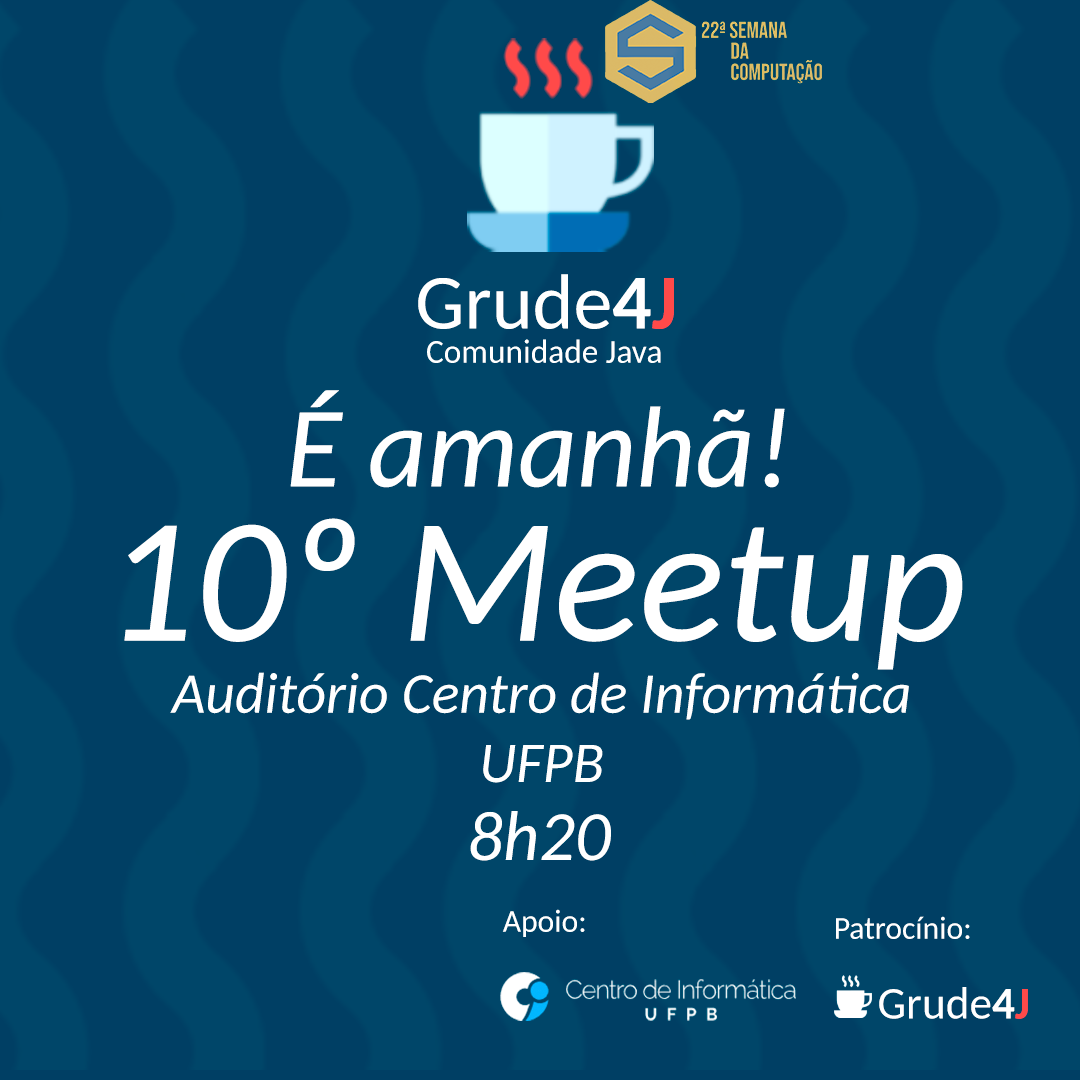 22ª SEMANA
DA
COMPUTAÇÃO
Grude4J
Comunidade Java
É amanhã!
10º Meetup
Auditório Centro de Informática
UFPB
8h20
Apoio:
Patrocínio:
Centro de Informática
UFPB
Grude4J